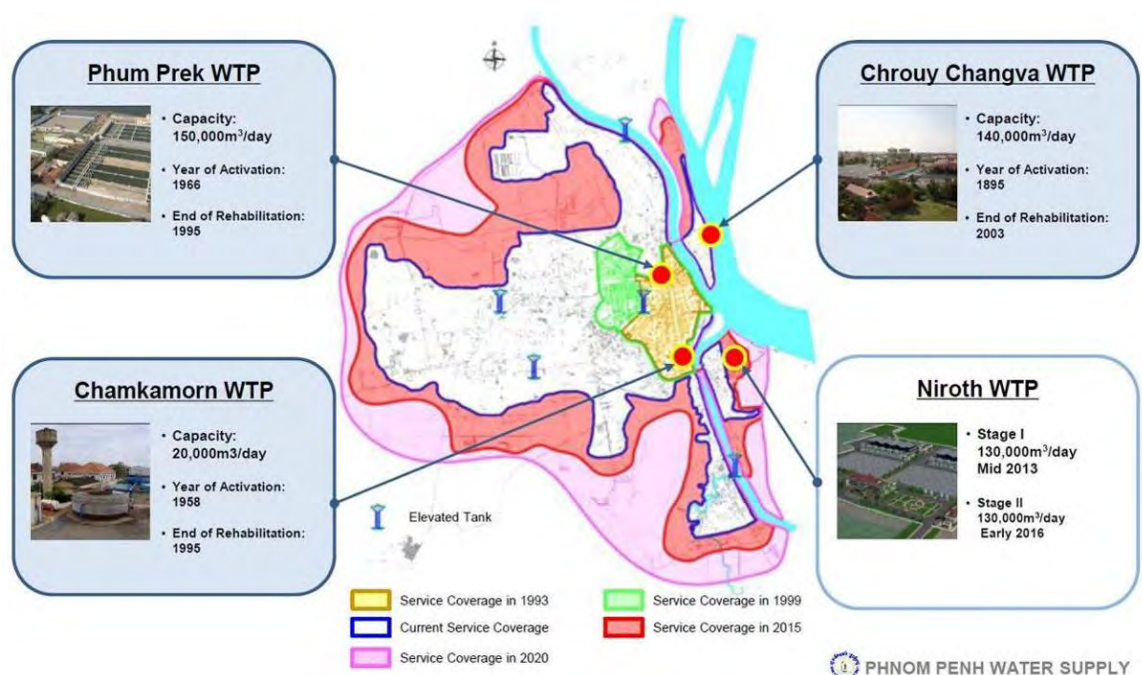 Phum Prek WTP
• Capacity:
150,000m³/day
• Year of Activation:
1966
• End of Rehabilitation:
1995
Chrouy Changva WTP
• Capacity:
140,000m³/day
• Year of Activation:
1895
• End of Rehabilitation:
2003
Chamkamorn WTP
• Capacity:
20,000m3/day
• Year of Activation:
1958
• End of Rehabilitation:
1995
Niroth WTP
• Stage I
130,000m³/day
Mid 2013
• Stage II
130,000m³/day
Early 2016
Elevated Tank
Service Coverage in 1993
Service Coverage in 1999
Current Service Coverage
Service Coverage in 2015
Service Coverage in 2020
PHNOM PENH WATER SUPPLY